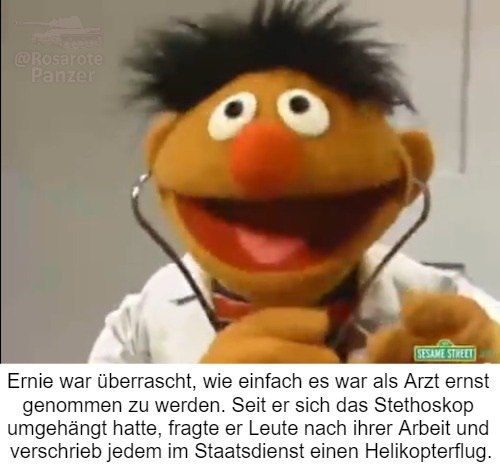 @Rosarote
Panzer
SESAME STREET
Ernie war überrascht, wie einfach es war als Arzt ernst
genommen zu werden. Seit er sich das Stethoskop
umgehängt hatte, fragte er Leute nach ihrer Arbeit und
verschrieb jedem im Staatsdienst einen Helikopterflug.